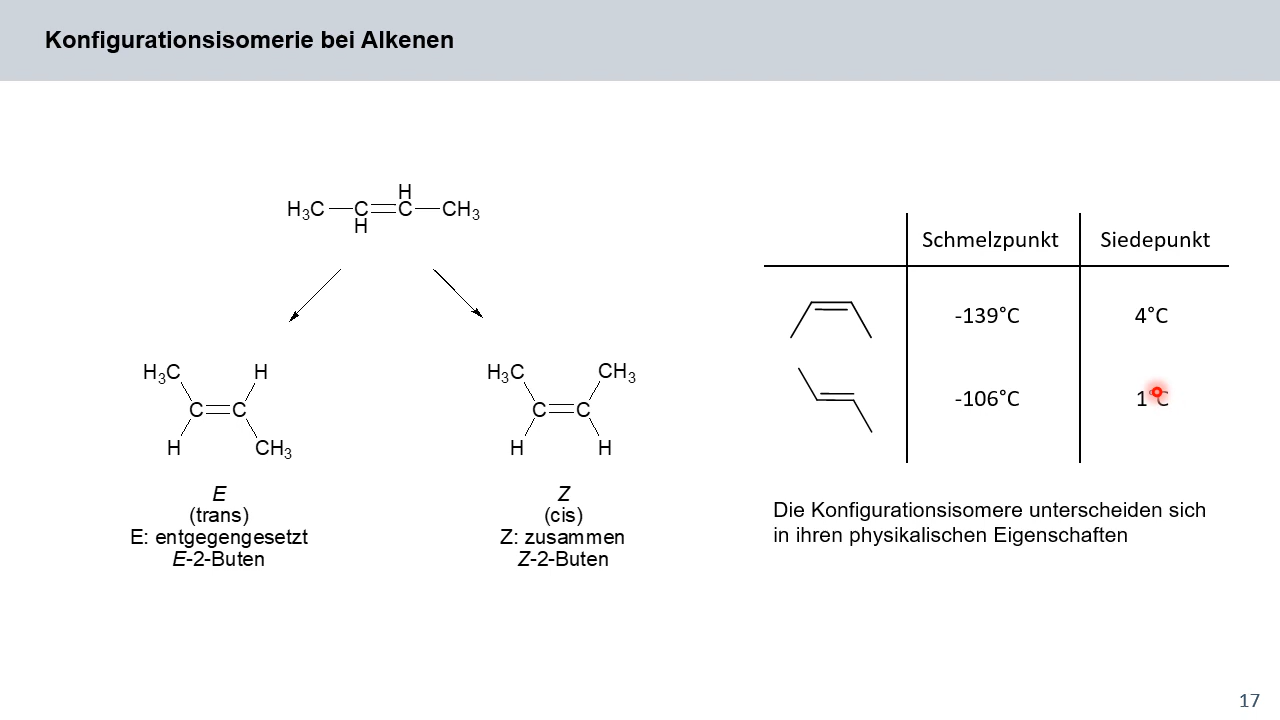 Konfigurationsisomerie bei Alkenen
H
H₃C C C CH₃
H
H₃C H
C C
H CH₃
E
(trans)
E: entgegengesetzt
E-2-Buten
H₃C CH₃
C C
H H
Z
(cis)
Z: zusammen
Z-2-Buten
Schmelzpunkt Siedepunkt
-139°C 4°C
-106°C 1°C
Die Konfigurationsisomere unterscheiden sich
in ihren physikalischen Eigenschaften
17